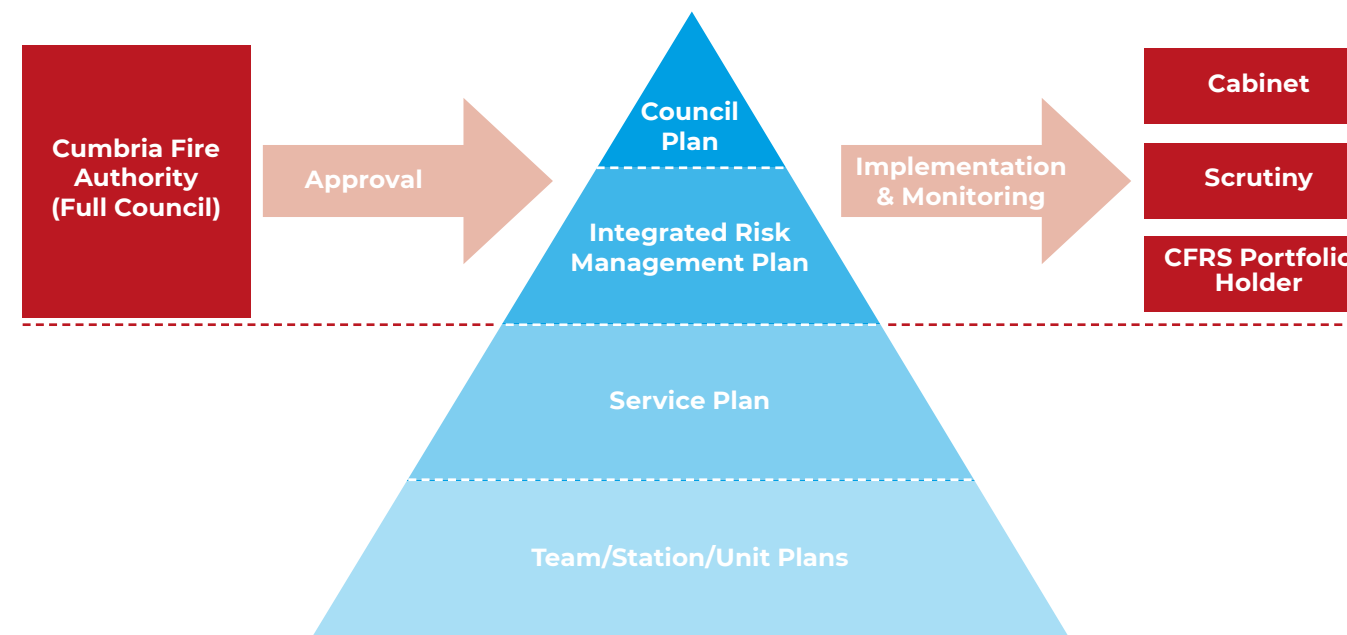 Cumbria Fire
Authority
(Full Council)
Approval
Council
Plan
Integrated Risk
Management Plan
Service Plan
Team/Station/Unit Plans
Implementation
& Monitoring
Cabinet
Scrutiny
CFRS Portfolio
Holder